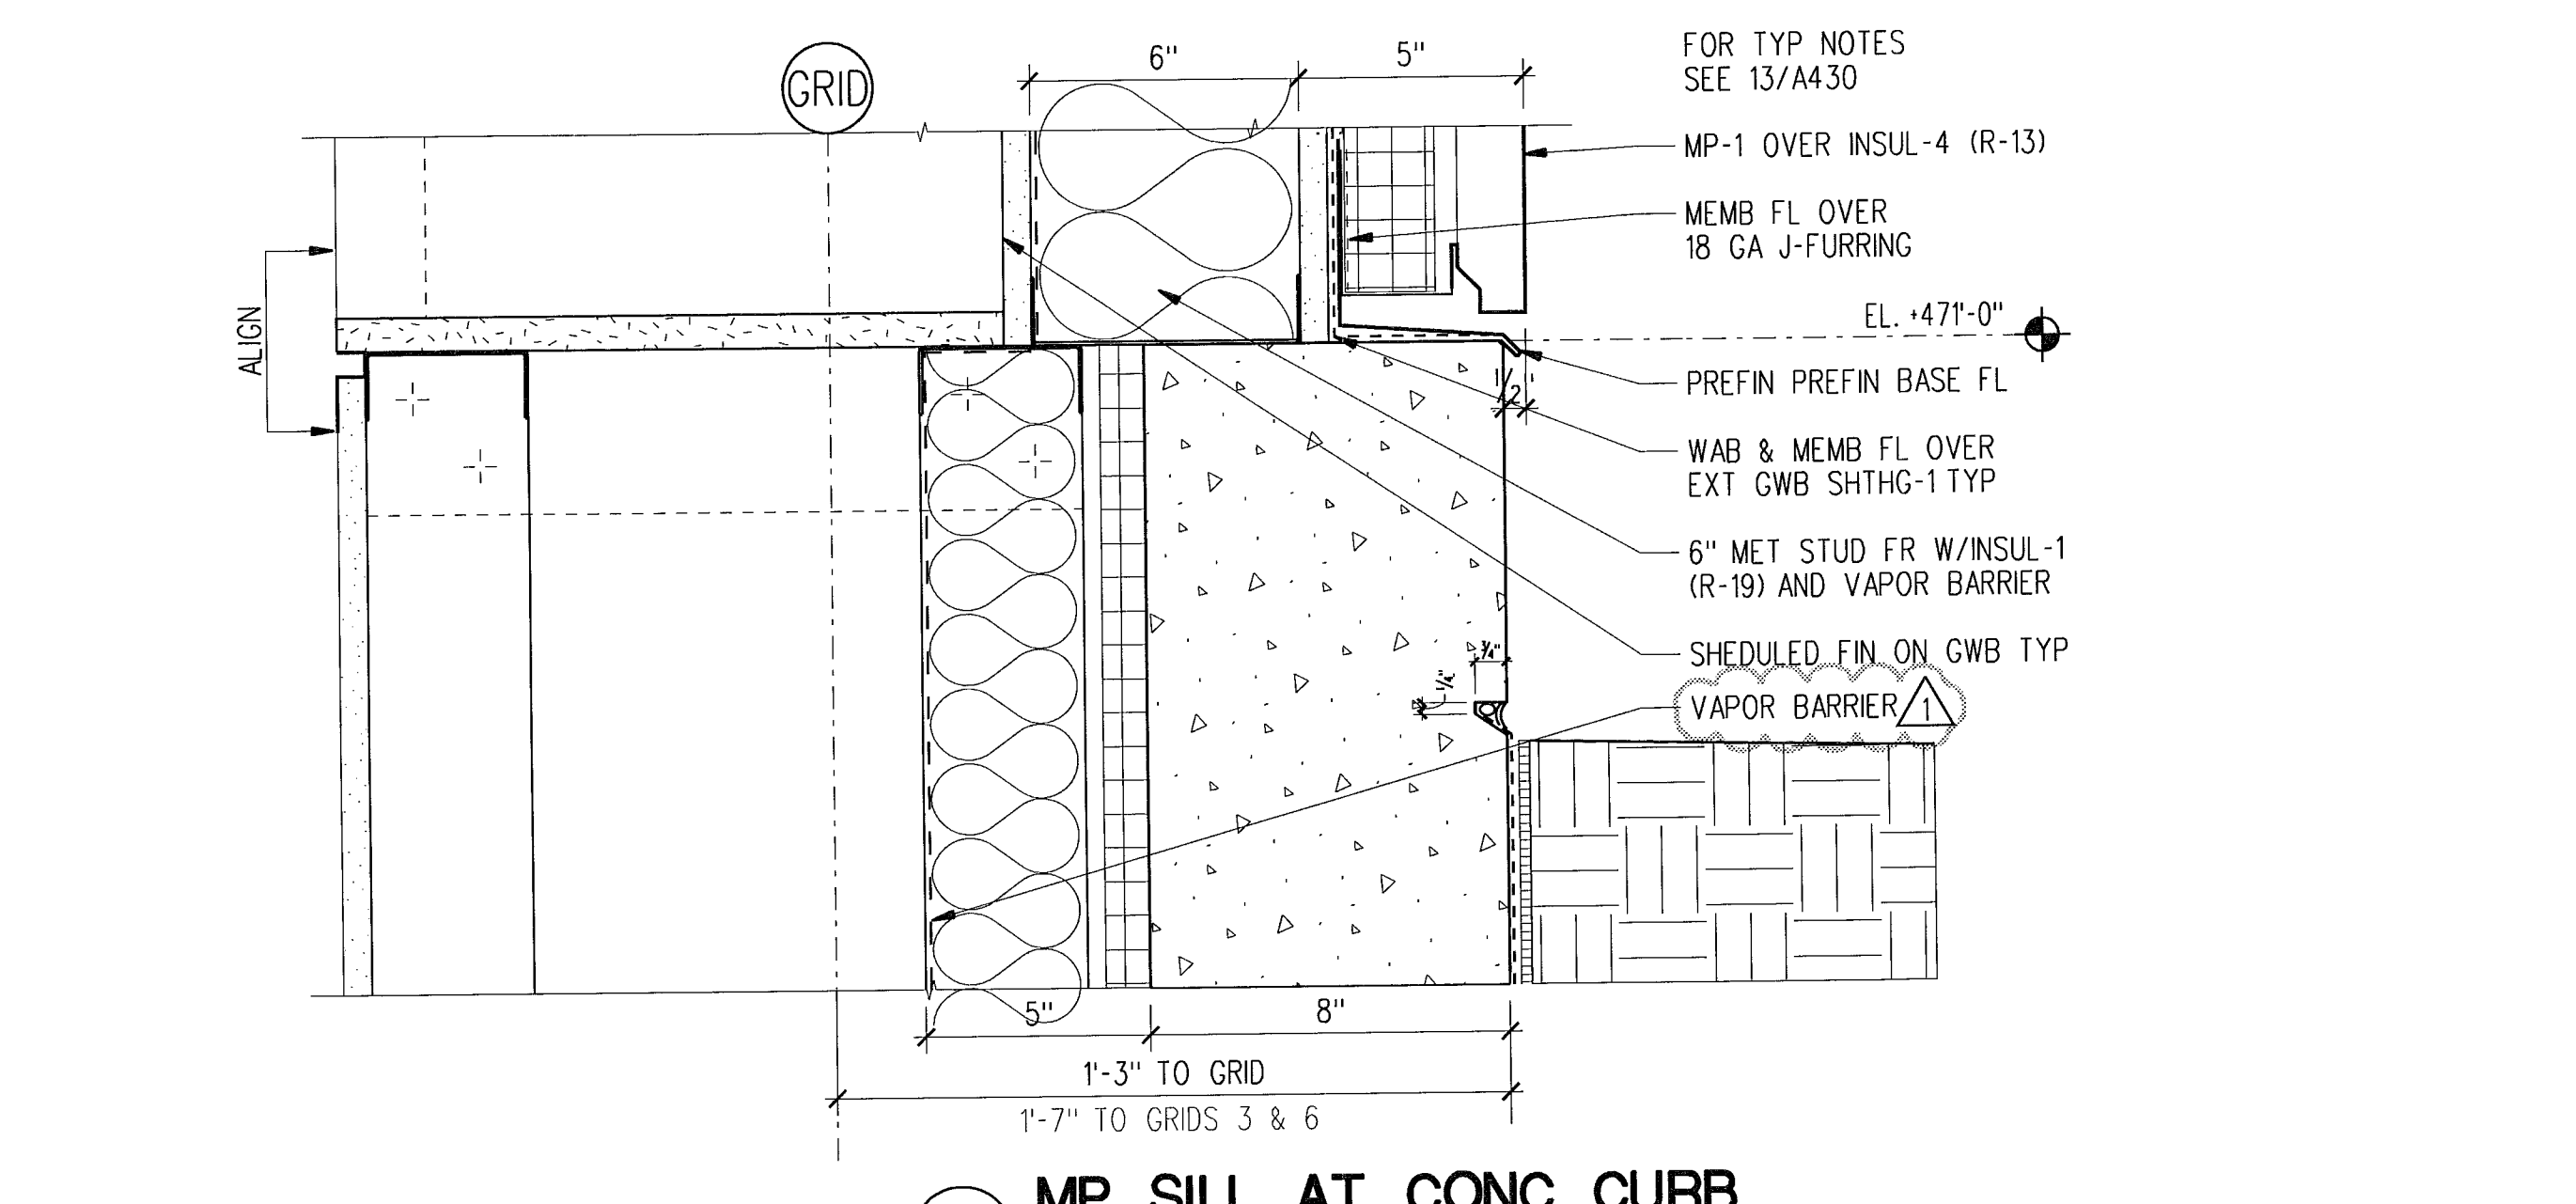 GRID
6"
5"
FOR TYP NOTES
SEE 13/A430
MP-1 OVER INSUL-4 (R-13)
MEMB FL OVER
18 GA J-FURRING
EL. +471'-0"
ALIGN
PREFIN PREFIN BASE FL
1/2"
WAB & MEMB FL OVER
EXT GWB SHTHG-1 TYP
6" MET STUD FR W/INSUL-1
(R-19) AND VAPOR BARRIER
SHEDULED FIN ON GWB TYP
3/4"
1/4"
VAPOR BARRIER 1
5"
8"
1'-3" TO GRID
1'-7" TO GRIDS 3 & 6
MP SILL AT CONC CURB